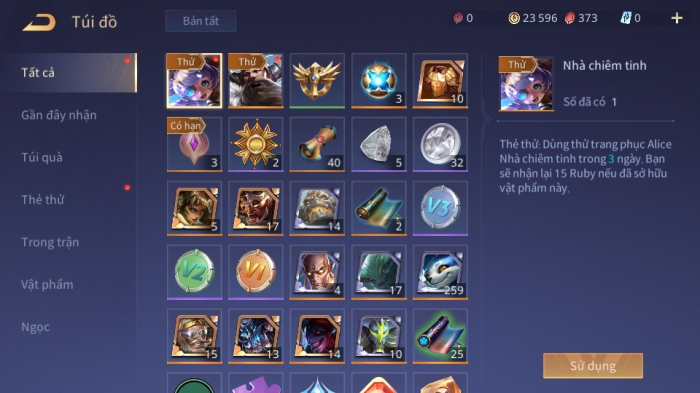 Túi đồ
Bán tất
0
23 596
373
0
+
Tất cả
Gần đây nhận
Túi quà
Thẻ thử
Trong trận
Vật phẩm
Ngọc
Thử
Thử
3
10
Có hạn
3
2
40
5
32
5
17
14
2
V3
V2
V1
4
17
259
15
13
14
10
25
Thử
Nhà chiêm tinh
Số đã có 1
Thẻ thử: Dùng thử trang phục Alice
Nhà chiêm tinh trong 3 ngày. Bạn
sẽ nhận lại 15 Ruby nếu đã sở hữu
vật phẩm này.
Sử dụng